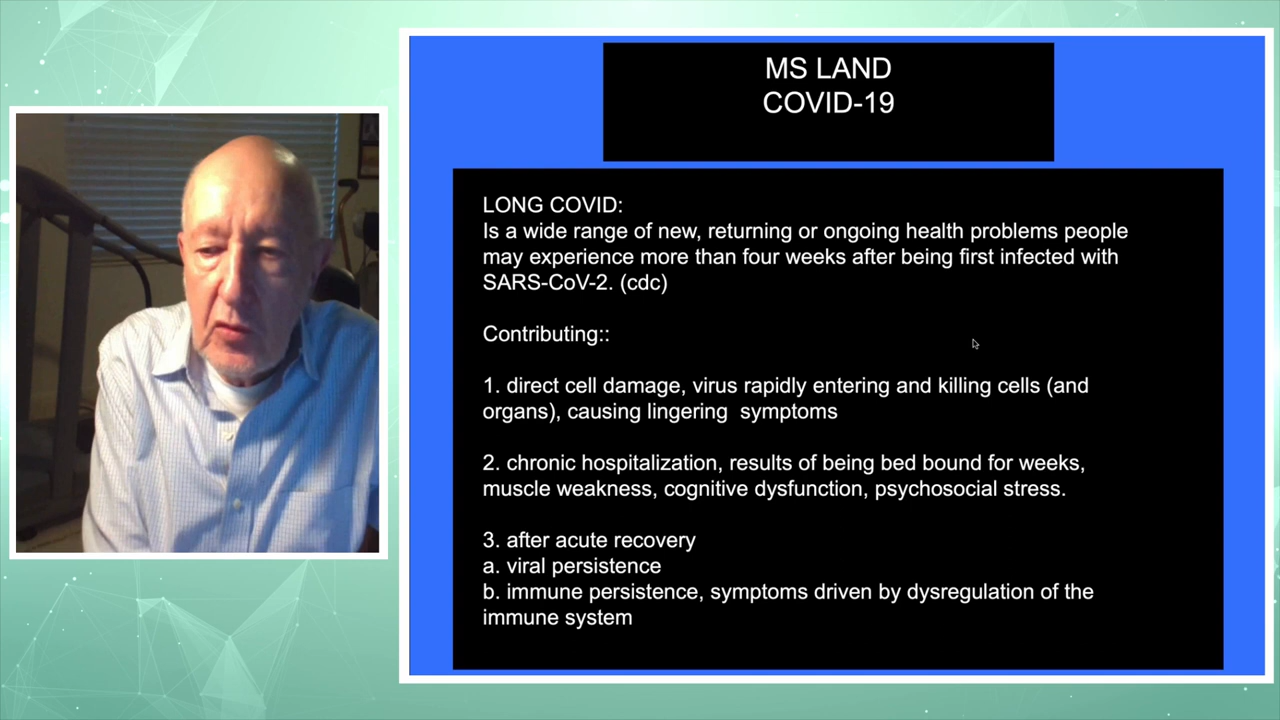 MS LAND
COVID-19
LONG COVID:
Is a wide range of new, returning or ongoing health problems people
may experience more than four weeks after being first infected with
SARS-CoV-2. (cdc)
Contributing::
1. direct cell damage, virus rapidly entering and killing cells (and
organs), causing lingering  symptoms
2. chronic hospitalization, results of being bed bound for weeks,
muscle weakness, cognitive dysfunction, psychosocial stress.
3. after acute recovery
a. viral persistence
b. immune persistence, symptoms driven by dysregulation of the
immune system